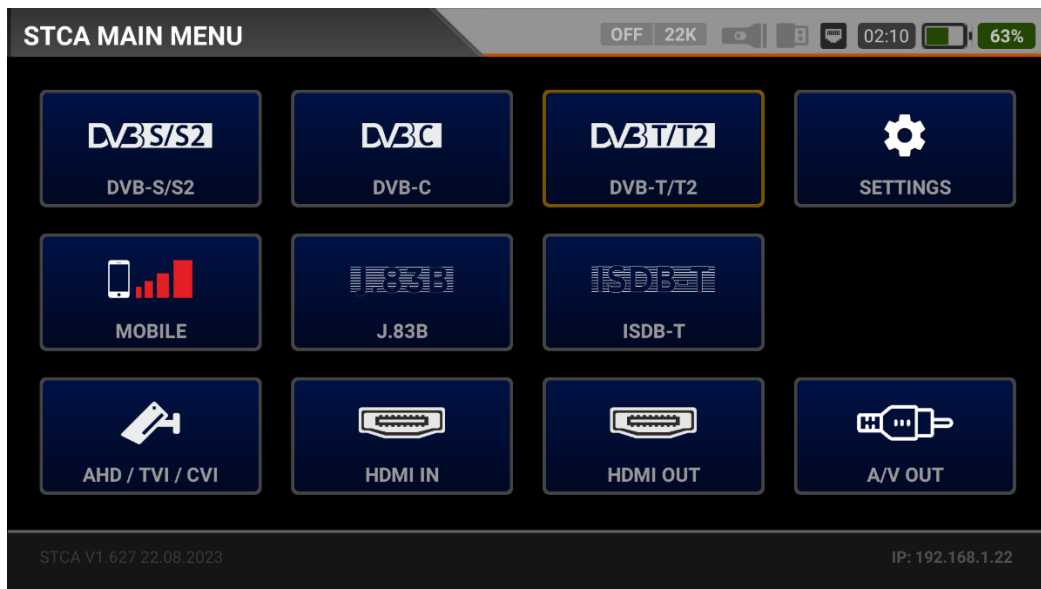 STCA MAIN MENU
OFF 22K 02:10 63%
DVB S/S2 DVB C DVB T/T2
DVB-S/S2 DVB-C DVB-T/T2 SETTINGS
J.83B ISDB-T
MOBILE J.83B ISDB-T
AHD / TVI / CVI HDMI IN HDMI OUT A/V OUT
STCA V1.627 22.08.2023 IP: 192.168.1.22